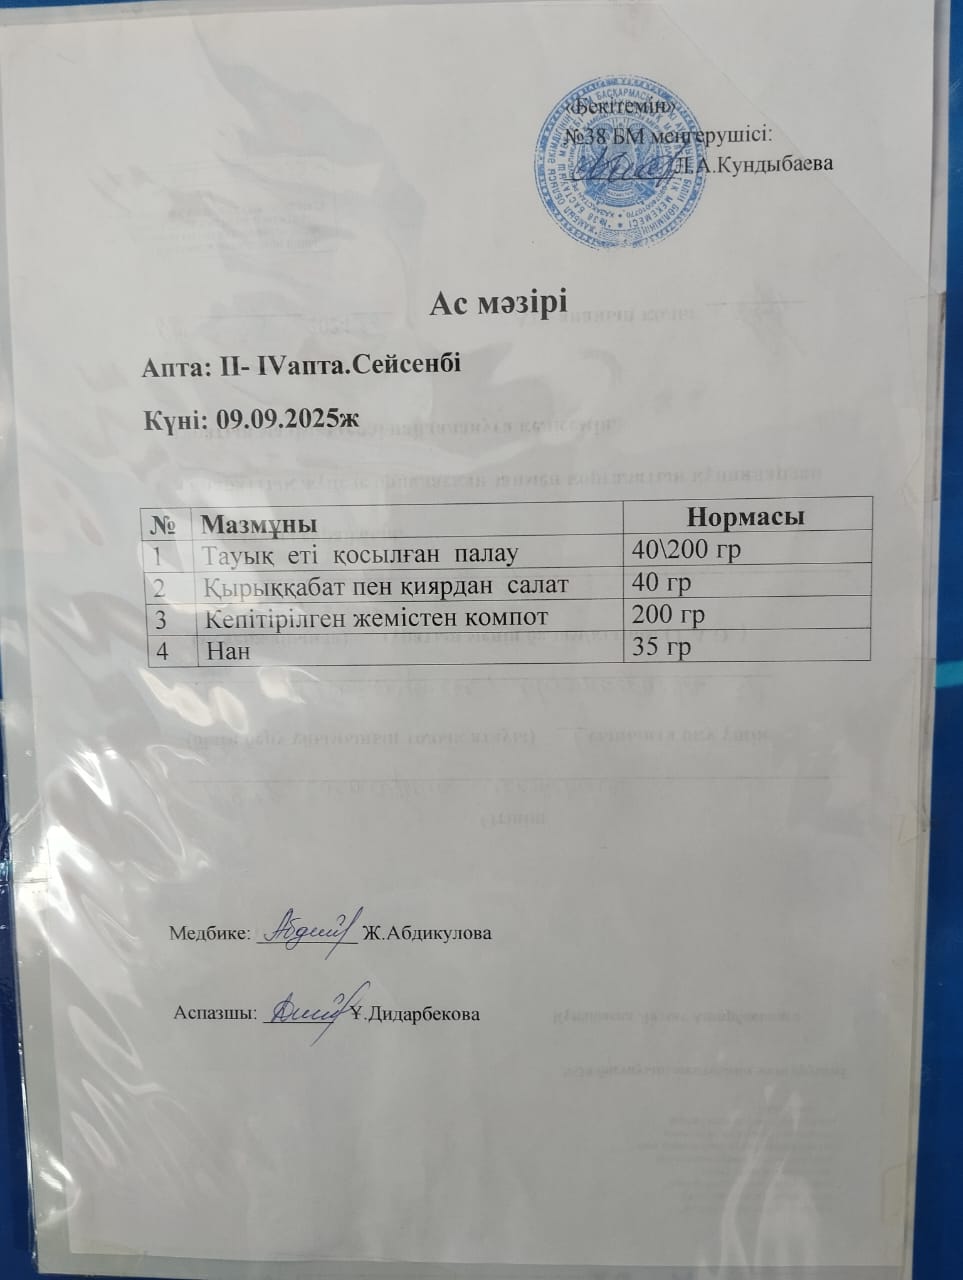 «Бекітемін»
№38 БМ меңгерушісі:
Л.А.Кундыбаева
Ас мәзірі
Апта: II- IVапта.Сейсенбі
Күні: 09.09.2025ж
№ Мазмұны Нормасы
1 Тауық еті қосылған палау 40\200 гр
2 Қырыққабат пен қиярдан салат 40 гр
3 Кепітірілген жемістен компот 200 гр
4 Нан 35 гр
Медбике: Ж.Абдикулова
Аспазшы: Ұ.Дидарбекова